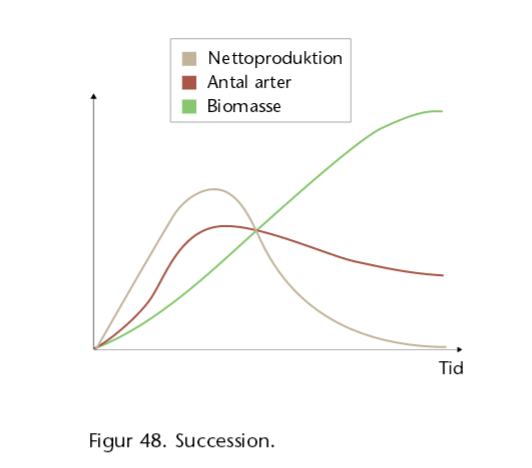 Nettoproduktion
Antal arter
Biomasse
Tid
Figur 48. Succession.